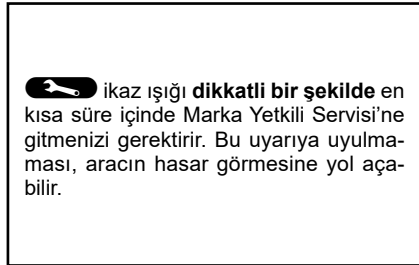 ikaz ışığı dikkatli bir şekilde en
kısa süre içinde Marka Yetkili Servisi’ne
gitmenizi gerektirir. Bu uyarıya uyulma-
ması, aracın hasar görmesine yol aça-
bilir.